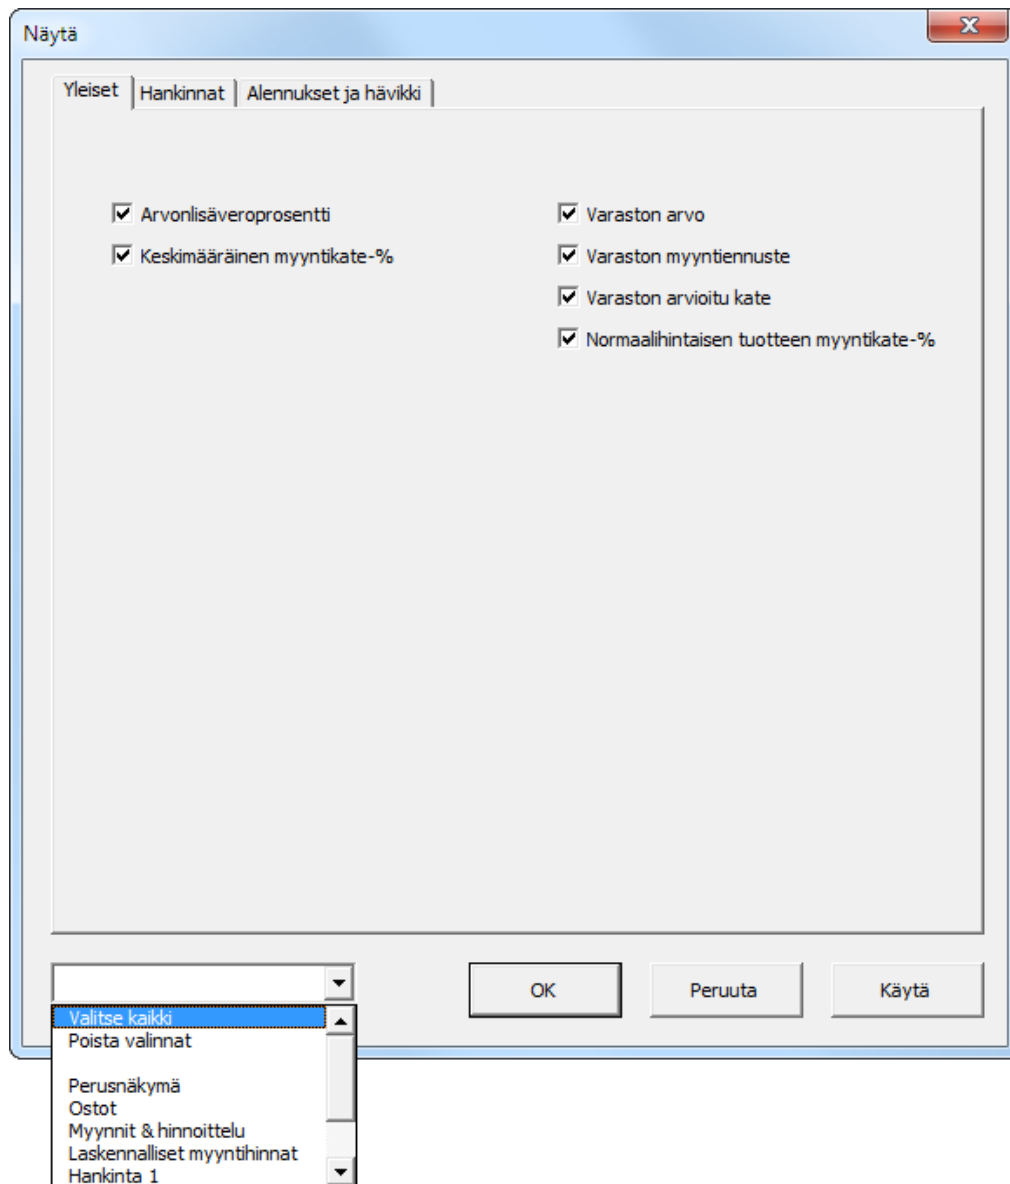 Näytä
Yleiset Hankinnat Alennukset ja hävikki
Arvonlisäveroprosentti Varaston arvo
Keskimääräinen myyntikate-% Varaston myyntiennuste
Varaston arvioitu kate
Normaalihintaisen tuotteen myyntikate-%
OK Peruuta Käytä
Valitse kaikki
Poista valinnat
Perusnäkymä
Ostot
Myynnit & hinnoittelu
Laskennalliset myyntihinnat
Hankinta 1